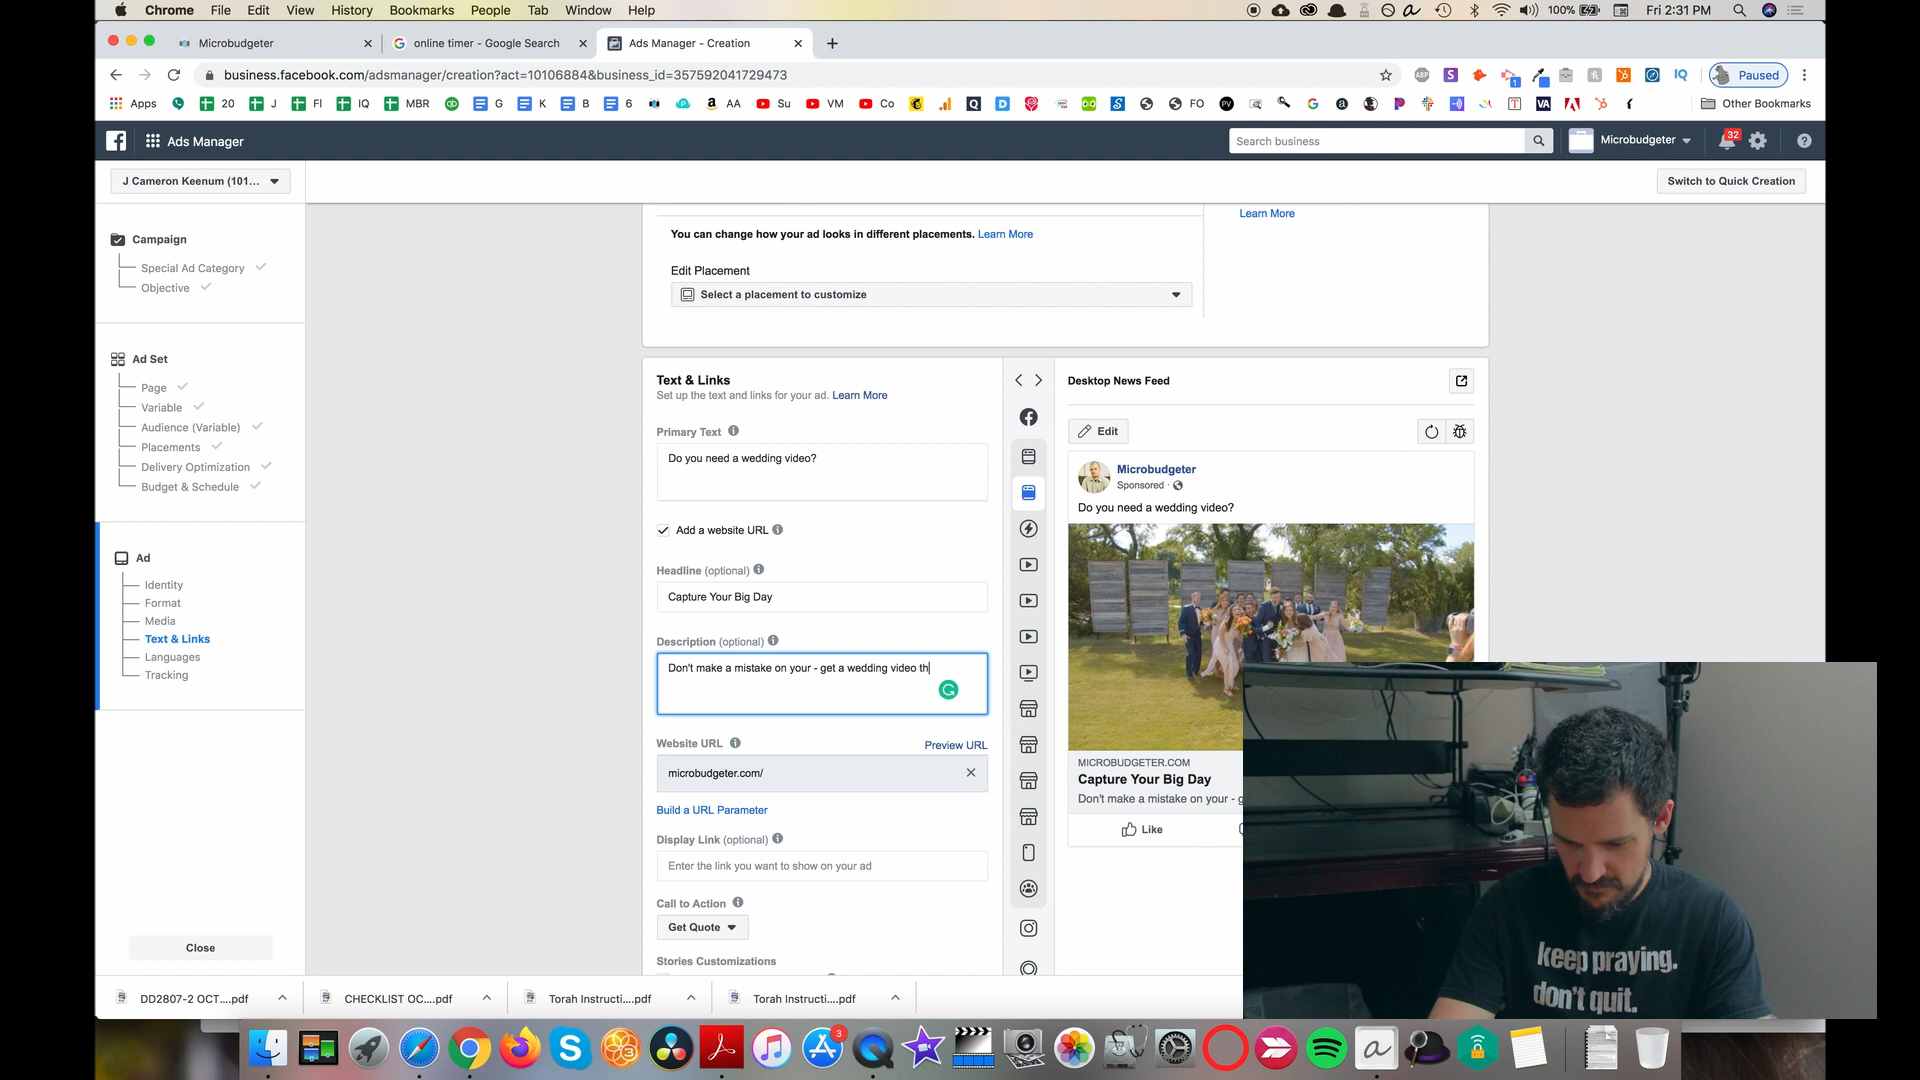 Chrome File Edit View History Bookmarks People Tab Window Help
100% Fri 2:31 PM
Microbudgeter
online timer - Google Search
Ads Manager - Creation
business.facebook.com/adsmanager/creation?act=10106884&business_id=357592041729473
Paused
Apps 20 J FI IQ MBR G K B 6 AA Su VM Co FO Other Bookmarks
Ads Manager
Search business
Microbudgeter
32
J Cameron Keenum (101...
Switch to Quick Creation
Campaign
Special Ad Category
Objective
Ad Set
Page
Variable
Audience (Variable)
Placements
Delivery Optimization
Budget & Schedule
Ad
Identity
Format
Media
Text & Links
Languages
Tracking
Close
Learn More
You can change how your ad looks in different placements. Learn More
Edit Placement
Select a placement to customize
Text & Links
Set up the text and links for your ad. Learn More
Primary Text
Do you need a wedding video?
Add a website URL
Headline (optional)
Capture Your Big Day
Description (optional)
Don't make a mistake on your - get a wedding video th
Website URL
Preview URL
microbudgeter.com/
Build a URL Parameter
Display Link (optional)
Enter the link you want to show on your ad
Call to Action
Get Quote
Stories Customizations
Desktop News Feed
Edit
Microbudgeter
Sponsored ·
Do you need a wedding video?
MICROBUDGETER.COM
Capture Your Big Day
Don't make a mistake on your - g
Like
keep praying.
don't quit.
DD2807-2 OCT....pdf
CHECKLIST OC....pdf
Torah Instructi....pdf
Torah Instructi....pdf
3